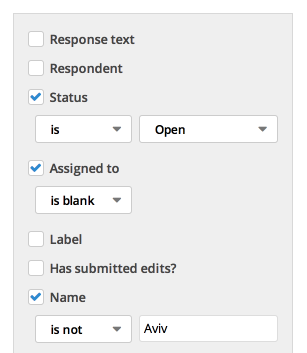 Response text
Respondent
Status
is Open
Assigned to
is blank
Label
Has submitted edits?
Name
is not Aviv